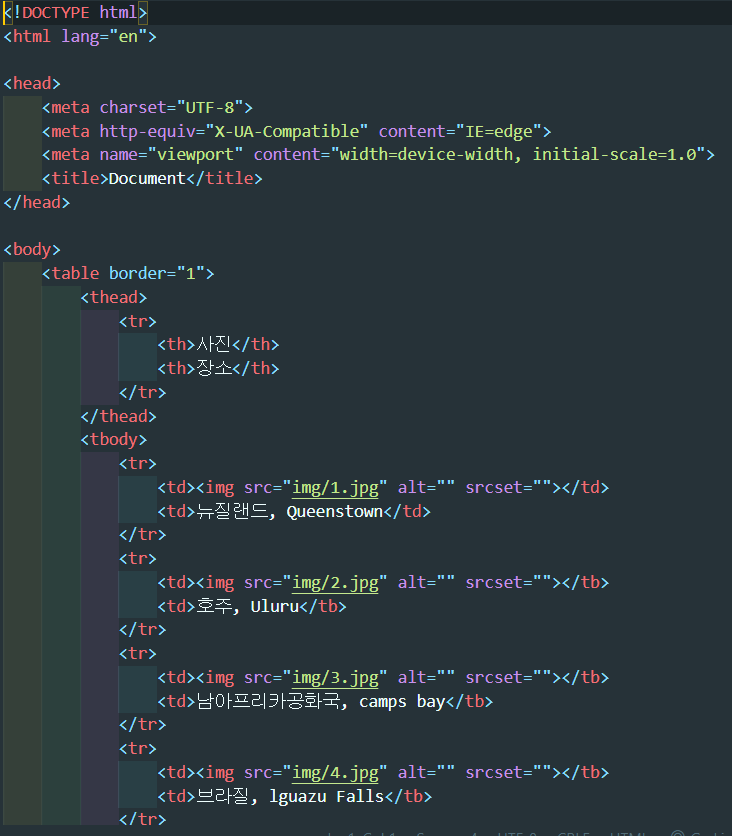 <!DOCTYPE html>
<html lang="en">
<head>
<meta charset="UTF-8">
<meta http-equiv="X-UA-Compatible" content="IE=edge">
<meta name="viewport" content="width=device-width, initial-scale=1.0">
<title>Document</title>
</head>
<body>
<table border="1">
<thead>
<tr>
<th>사진</th>
<th>장소</th>
</tr>
</thead>
<tbody>
<tr>
<td><img src="img/1.jpg" alt="" srcset=""></td>
<td>뉴질랜드, Queenstown</td>
</tr>
<tr>
<td><img src="img/2.jpg" alt="" srcset=""></tb>
<td>호주, Uluru</tb>
</tr>
<tr>
<td><img src="img/3.jpg" alt="" srcset=""></tb>
<td>남아프리카공화국, camps bay</tb>
</tr>
<tr>
<td><img src="img/4.jpg" alt="" srcset=""></tb>
<td>브라질, lguazu Falls</tb>
</tr>